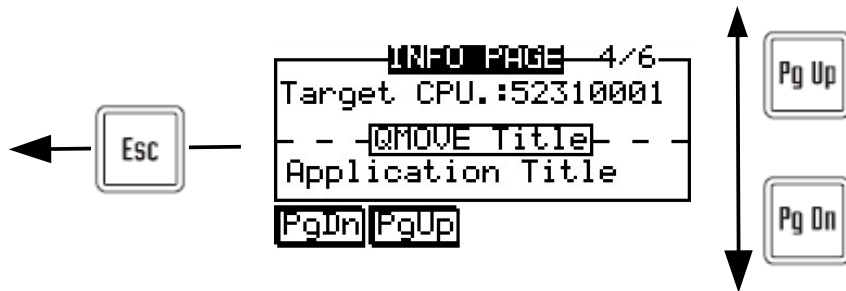 INFO PAGE 4/6
Target CPU.:52310001
QMOVE Title
Application Title
PgDn PgUp
Esc
Pg Up
Pg Dn